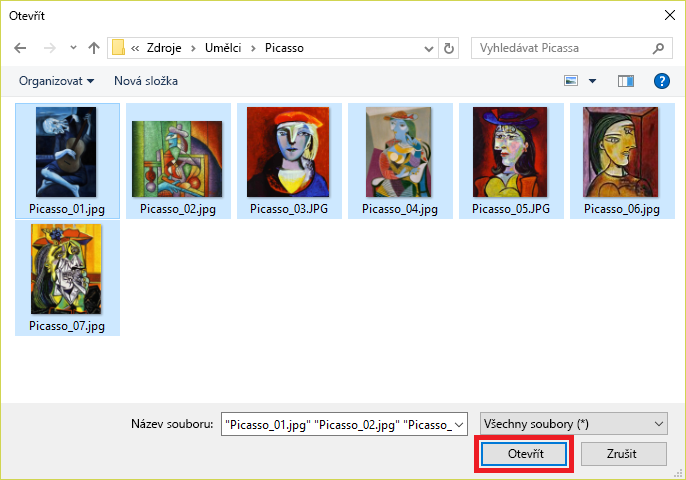 Otevřít
« Zdroje › Umělci › Picasso
Vyhledávat Picassa
Organizovat
Nová složka
?
Picasso_01.jpg
Picasso_02.jpg
Picasso_03.JPG
Picasso_04.jpg
Picasso_05.JPG
Picasso_06.jpg
Picasso_07.jpg
Název souboru:
"Picasso_01.jpg" "Picasso_02.jpg" "Picasso_
Všechny soubory (*)
Otevřít
Zrušit